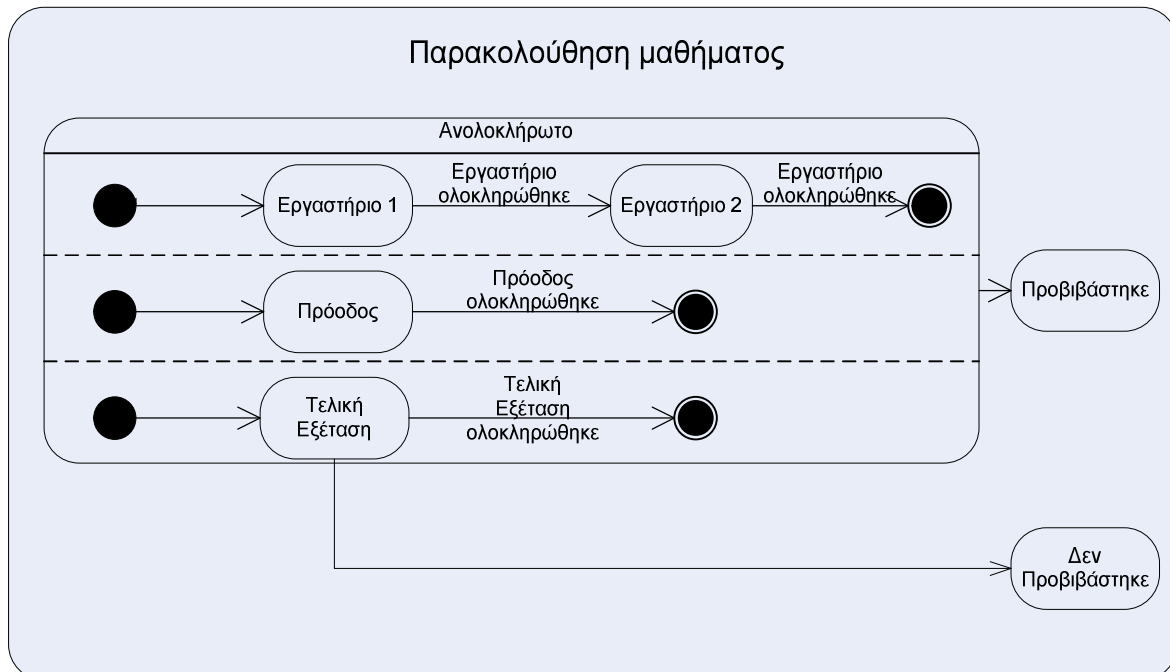 Παρακολούθηση μαθήματος
Ανολοκλήρωτο
Εργαστήριο 1
Εργαστήριο
ολοκληρώθηκε
Εργαστήριο 2
Εργαστήριο
ολοκληρώθηκε
Πρόοδος
Πρόοδος
ολοκληρώθηκε
Προβιβάστηκε
Τελική
Εξέταση
Τελική
Εξέταση
ολοκληρώθηκε
Δεν
Προβιβάστηκε